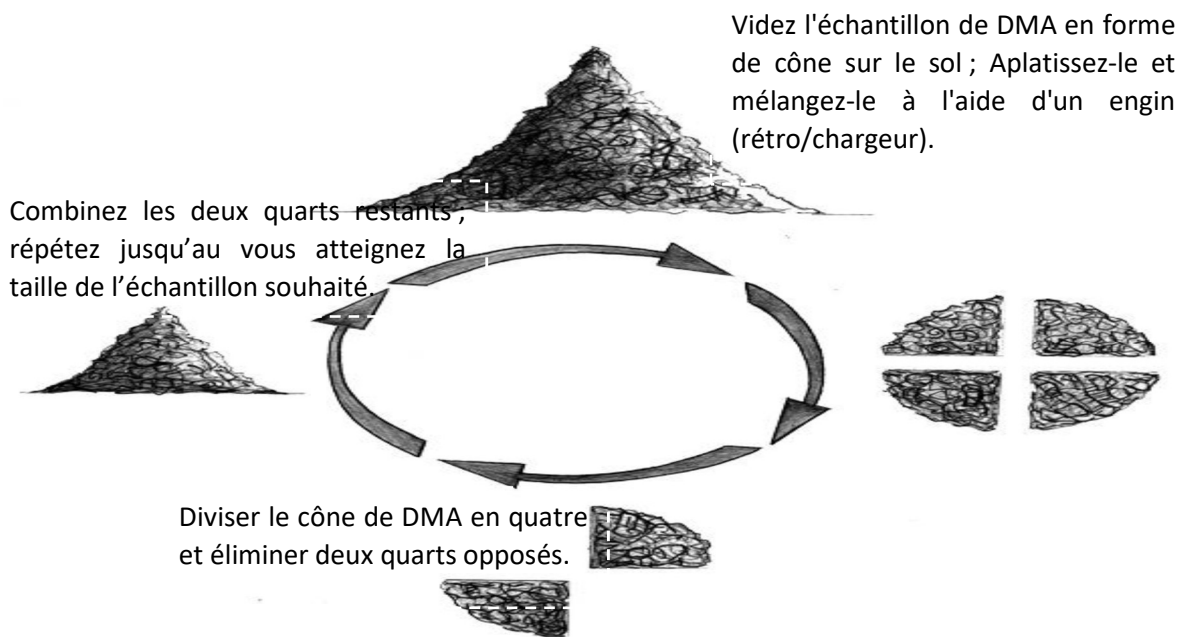 Videz l'échantillon de DMA en forme
de cône sur le sol ; Aplatissez-le et
mélangez-le à l'aide d'un engin
(rétro/chargeur).
Combinez les deux quarts restants ;
répétez jusqu’au vous atteignez la
taille de l’échantillon souhaité.
Diviser le cône de DMA en quatre
et éliminer deux quarts opposés.